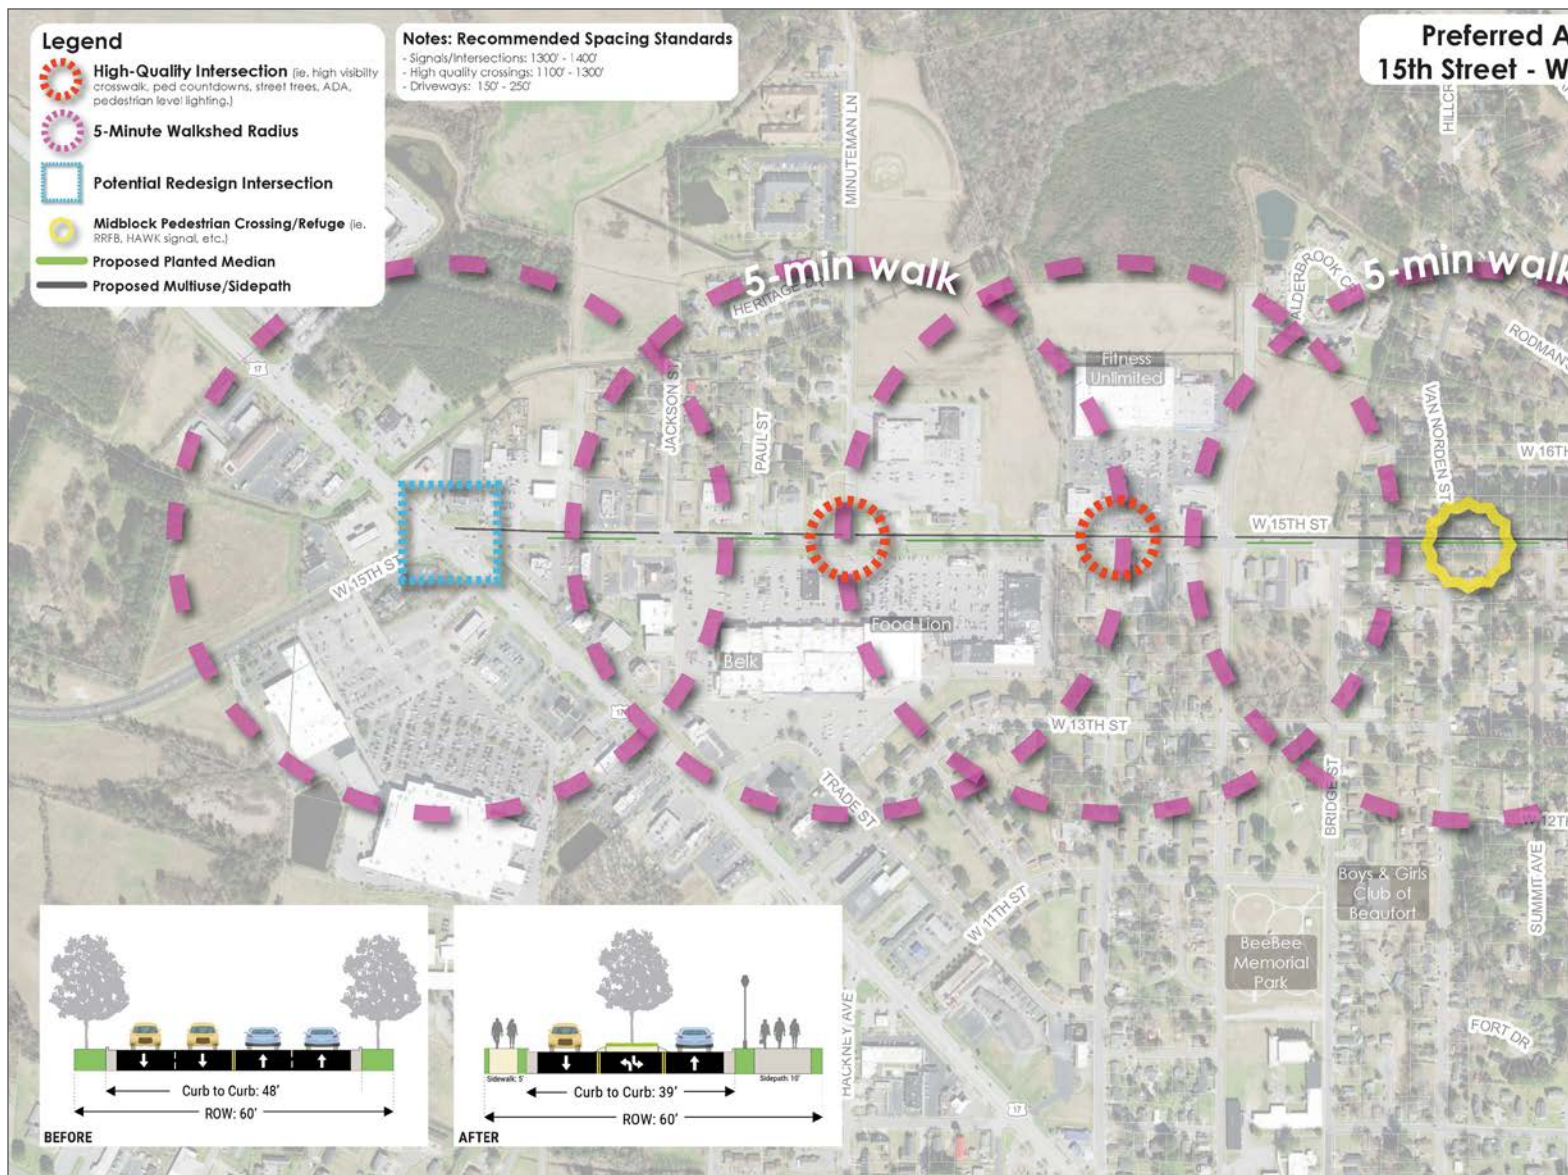 Legend
High-Quality Intersection (ie. high visibilty
crosswalk, ped countdowns, street trees, ADA,
pedestrian level lighting.)
5-Minute Walkshed Radius
Potential Redesign Intersection
Midblock Pedestrian Crossing/Refuge (ie.
RRFB, HAWK signal, etc.)
Proposed Planted Median
Proposed Multiuse/Sidepath
Notes: Recommended Spacing Standards
- Signals/Intersections: 1300' - 1400'
- High quality crossings: 1100' - 1300'
- Driveways: 150' - 250'
Preferred A
15th Street - W
MINUTEMAN LN
HILLCR
5-min walk
5-min walk
HERITAGE
ALDERBROOK C
RODMAN'S
17
Fitness
Unlimited
JACKSON ST
PAUL ST
VAN NORDEN ST
W 16TH
W 15TH ST
W 15TH ST
Food Lion
Belk
17
W 13TH ST
TRADE ST
BRIDGE ST
W 12TH
SUMMIT AVE
Boys & Girls
Club of
Beaufort
W 11TH ST
BeeBee
Memorial
Park
HACKNEY AVE
FORT DR
17
Curb to Curb: 48'
ROW: 60'
BEFORE
Sidewalk: 5'
Sidepath: 10'
Curb to Curb: 39'
ROW: 60'
AFTER